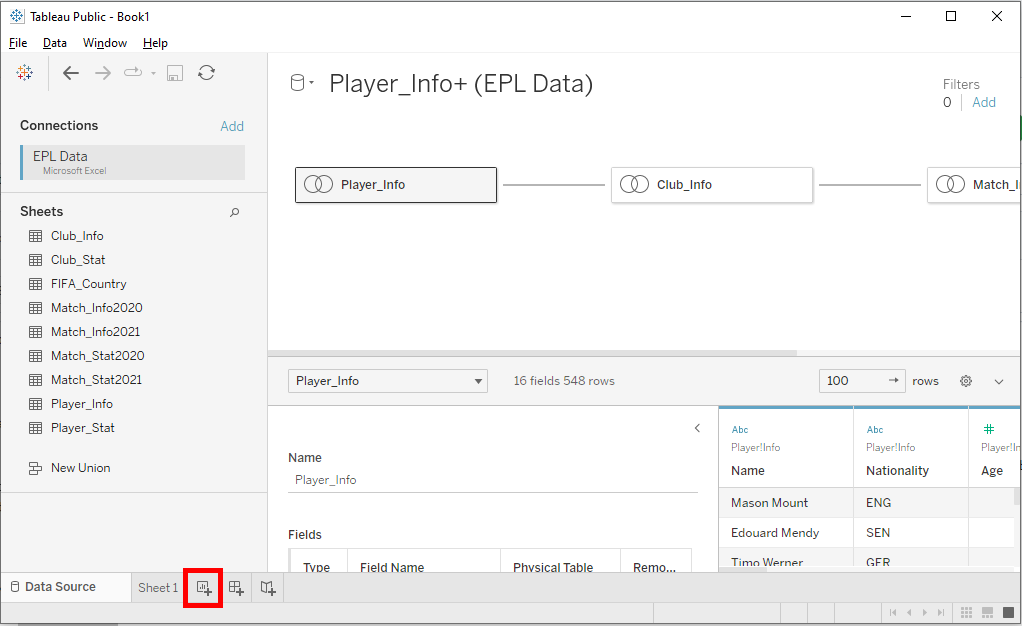 Tableau Public - Book1
File Data Window Help
Connections Add
EPL Data
Microsoft Excel
Sheets
Club_Info
Club_Stat
FIFA_Country
Match_Info2020
Match_Info2021
Match_Stat2020
Match_Stat2021
Player_Info
Player_Stat
New Union
Player_Info+ (EPL Data)
Filters
0 Add
Player_Info Club_Info Match_I
Player_Info 16 fields 548 rows 100 → rows
Name
Player_Info
Fields
Type Field Name Physical Table Remo...
Abc Abc #
Player!Info Player!Info Player!In
Name Nationality Age
Mason Mount ENG
Edouard Mendy SEN
Timo Werner GER
Data Source Sheet 1